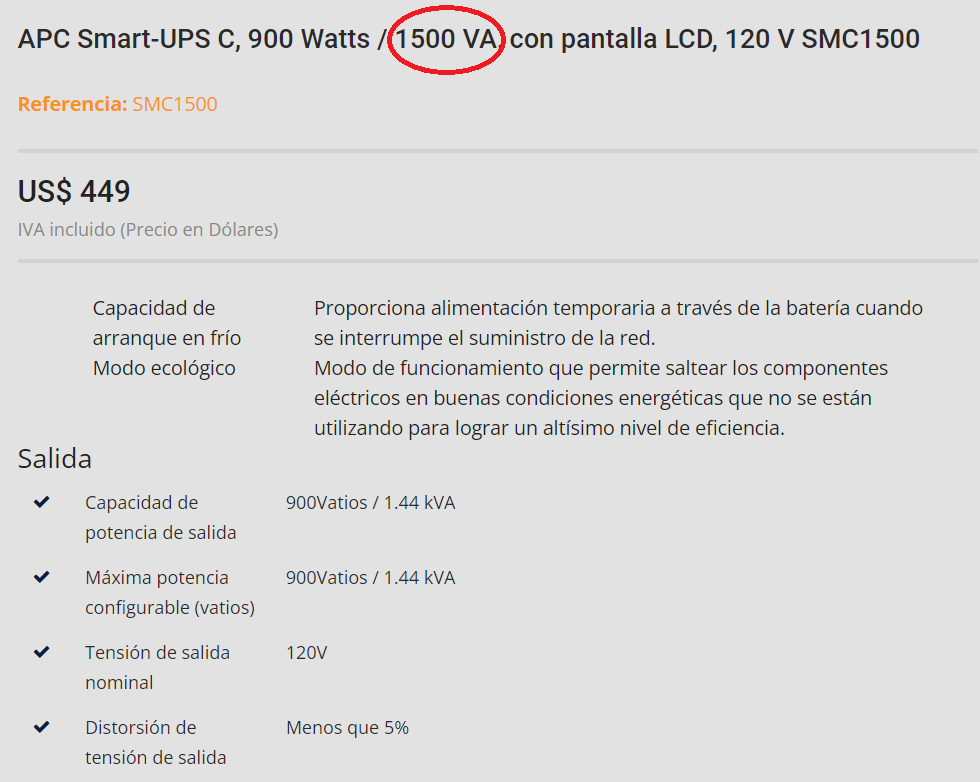 APC Smart-UPS C, 900 Watts / 1500 VA, con pantalla LCD, 120 V SMC1500
Referencia: SMC1500
US$ 449
IVA incluido (Precio en Dólares)
Capacidad de
arranque en frío
Proporciona alimentación temporaria a través de la batería cuando
se interrumpe el suministro de la red.
Modo ecológico
Modo de funcionamiento que permite saltear los componentes
eléctricos en buenas condiciones energéticas que no se están
utilizando para lograr un altísimo nivel de eficiencia.
Salida
Capacidad de
potencia de salida
900Vatios / 1.44 kVA
Máxima potencia
configurable (vatios)
900Vatios / 1.44 kVA
Tensión de salida
nominal
120V
Distorsión de
tensión de salida
Menos que 5%